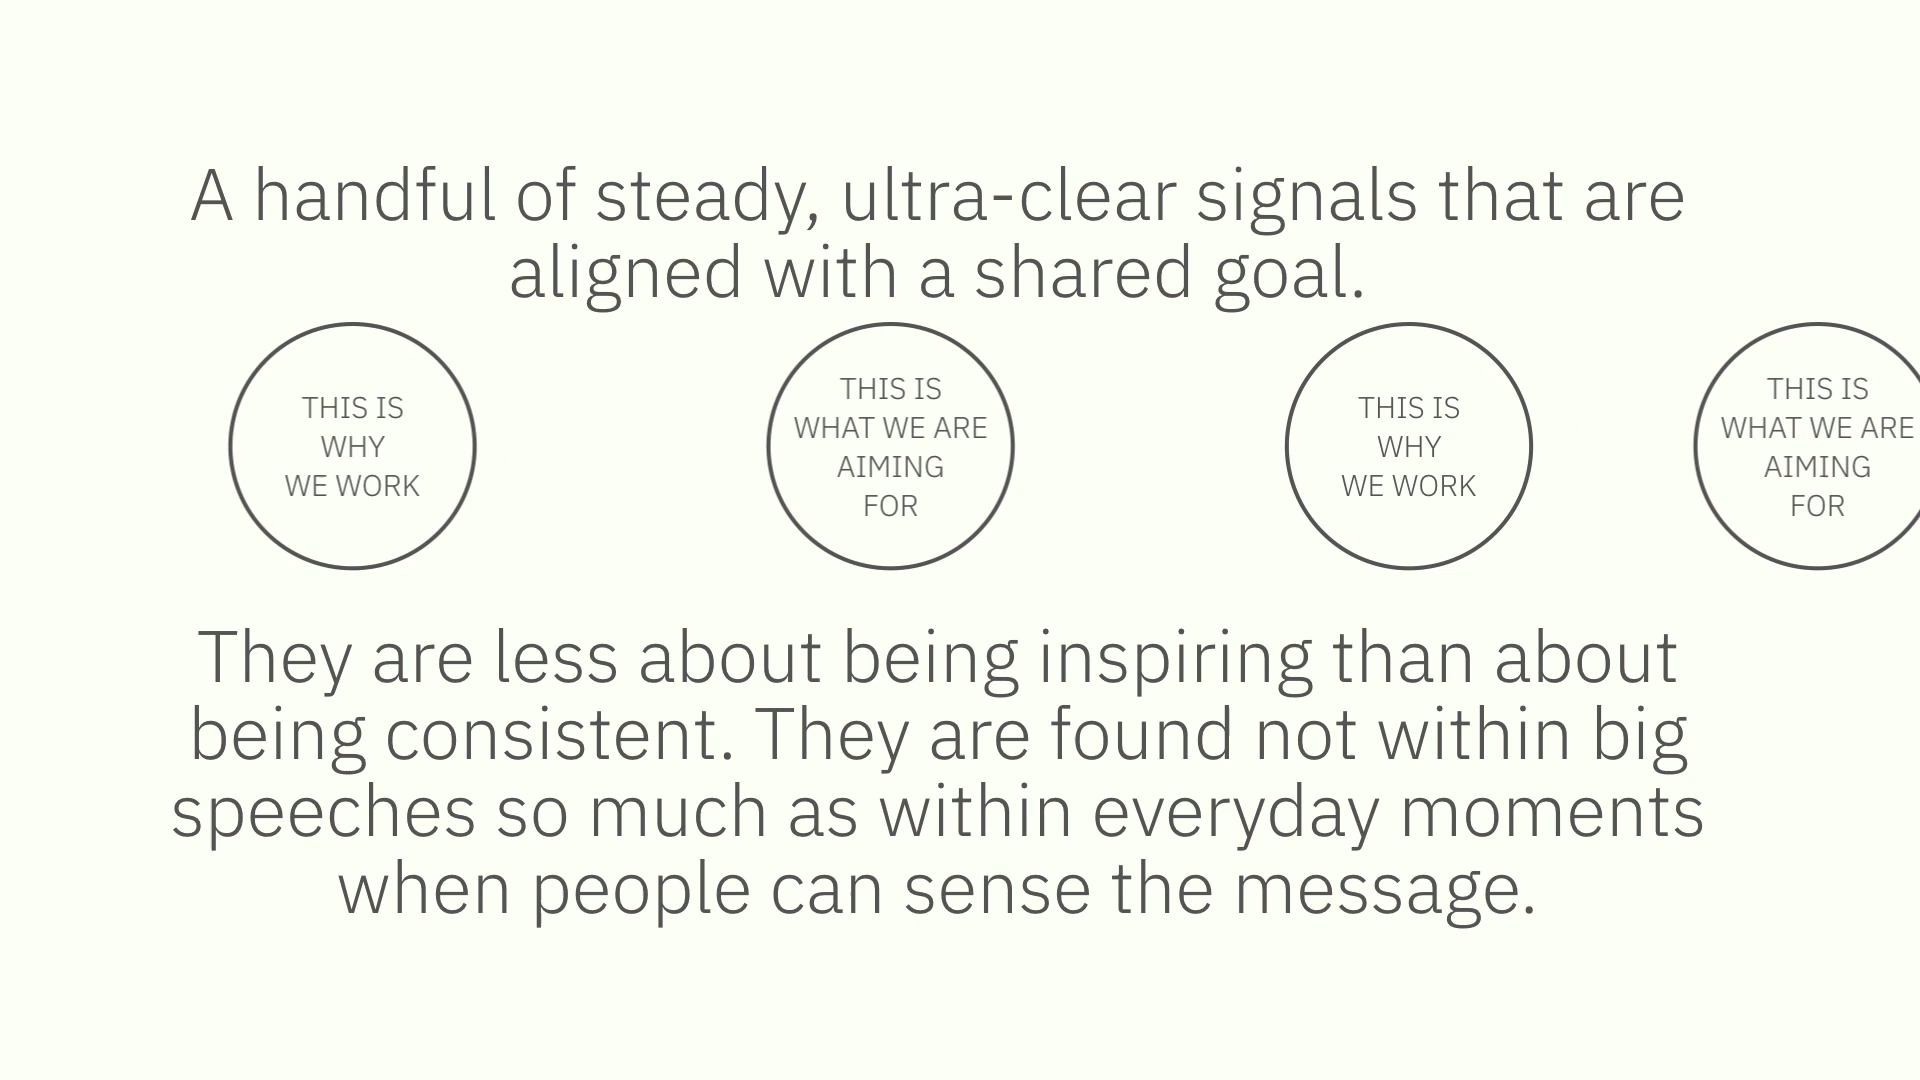 A handful of steady, ultra-clear signals that are
aligned with a shared goal.
THIS IS
WHY
WE WORK
THIS IS
WHAT WE ARE
AIMING
FOR
THIS IS
WHY
WE WORK
THIS IS
WHAT WE ARE
AIMING
FOR
They are less about being inspiring than about
being consistent. They are found not within big
speeches so much as within everyday moments
when people can sense the message.